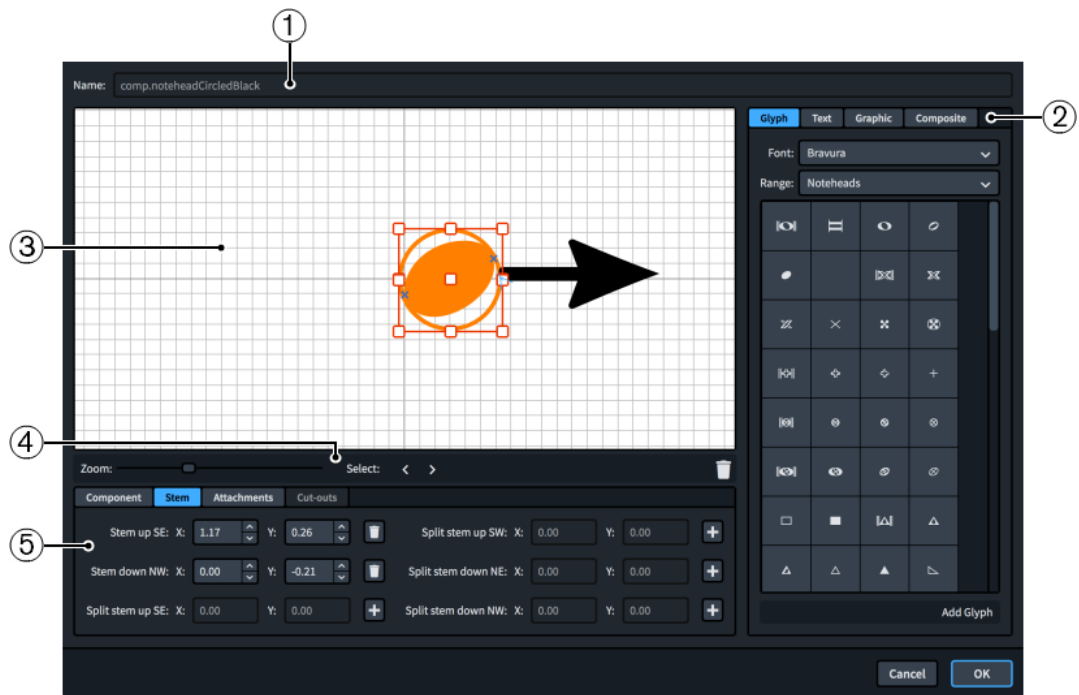 1
Name: comp.noteheadCircledBlack
Glyph Text Graphic Composite
2
Font: Bravura
Range: Noteheads
3
4
Zoom: Select: < >
Component Stem Attachments Cut-outs
5
Stem up SE: X: 1.17 Y: 0.26 Split stem up SW: X: 0.00 Y: 0.00 +
Stem down NW: X: 0.00 Y: -0.21 Split stem down NE: X: 0.00 Y: 0.00 +
Split stem up SE: X: 0.00 Y: 0.00 + Split stem down NW: X: 0.00 Y: 0.00 +
Add Glyph
Cancel OK